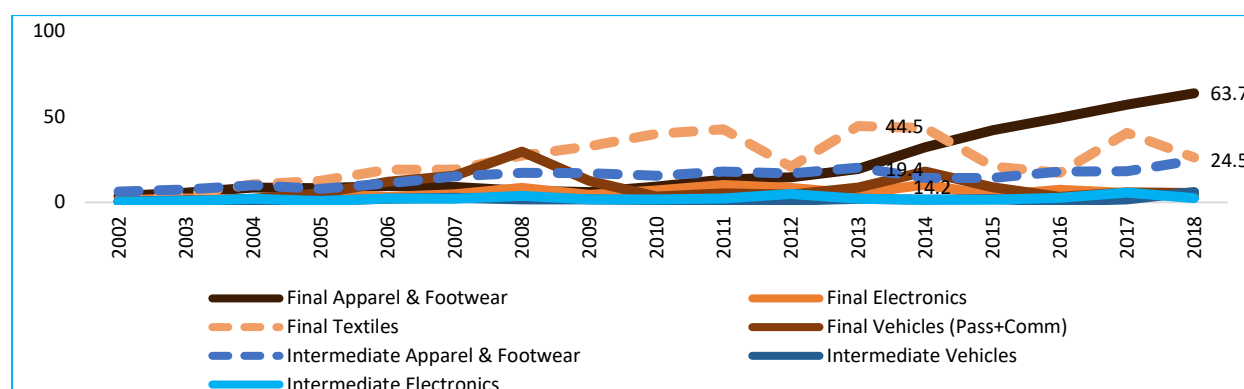 100
63.7
50
44.5
24.5
19.4
14.2
0
2002 2003 2004 2005 2006 2007 2008 2009 2010 2011 2012 2013 2014 2015 2016 2017 2018
Final Apparel & Footwear Final Electronics
Final Textiles Final Vehicles (Pass+Comm)
Intermediate Apparel & Footwear Intermediate Vehicles
Intermediate Electronics